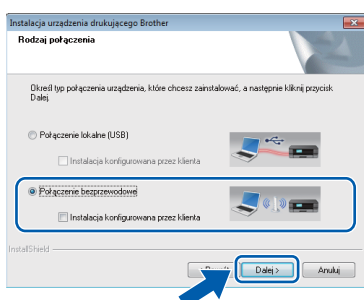 Instalacja urządzenia drukującego Brother
Rodzaj połączenia
Określ typ połączenia urządzenia, które chcesz zainstalować, a następnie kliknij przycisk
Dalej.
Połączenie lokalne (USB)
Instalacja konfigurowana przez klienta
Połączenie bezprzewodowe
Instalacja konfigurowana przez klienta
InstallShield
Dalej > Anuluj